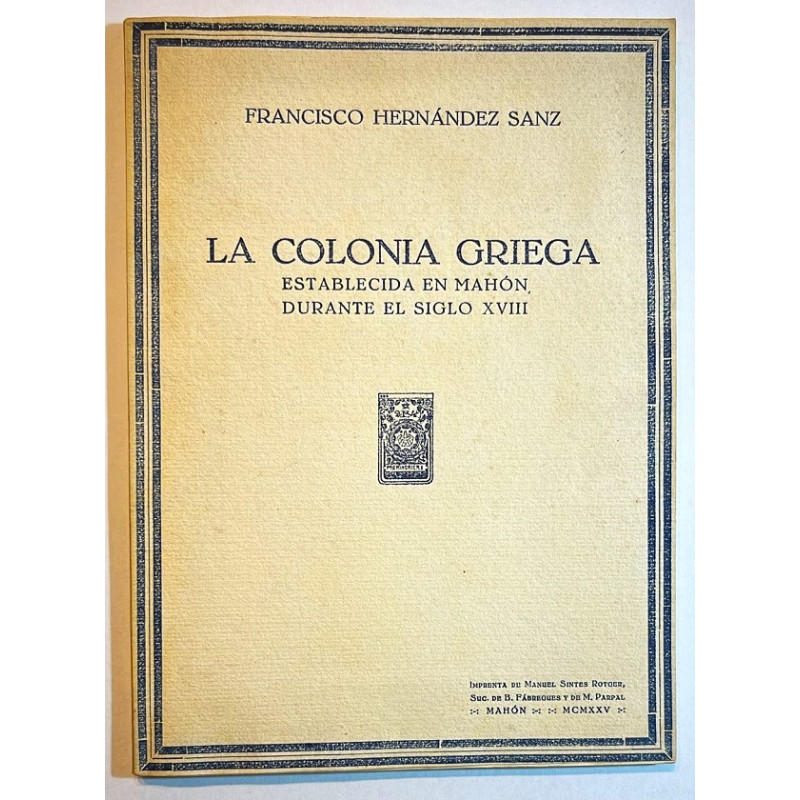 FRANCISCO HERNÁNDEZ SANZ
LA COLONIA GRIEGA
ESTABLECIDA EN MAHÓN,
DURANTE EL SIGLO XVIII
IMPRENTA DE MANUEL SINTES ROTGER,
SUC. DE B. FÁBREGUES Y DE M. PARPAL
MAHÓN MCMXXV